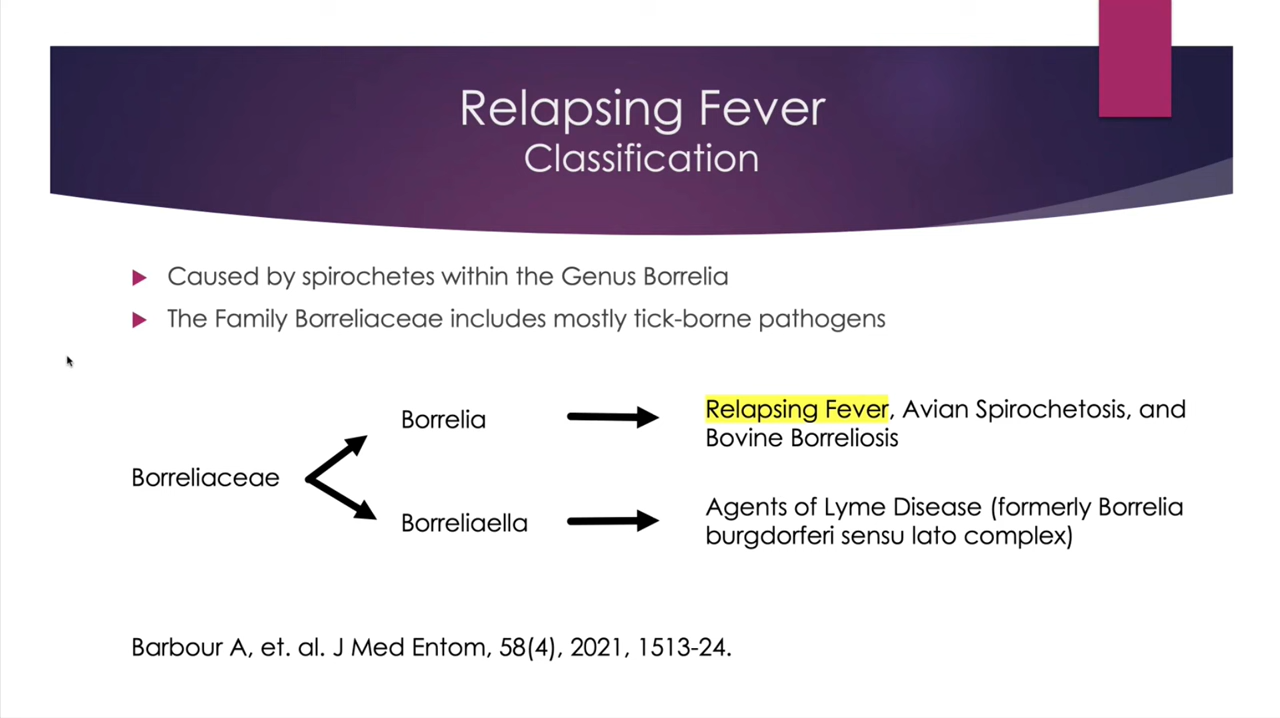 Relapsing Fever
Classification
Caused by spirochetes within the Genus Borrelia
The Family Borreliaceae includes mostly tick-borne pathogens
Borreliaceae
Borrelia
Relapsing Fever, Avian Spirochetosis, and
Bovine Borreliosis
Borreliaella
Agents of Lyme Disease (formerly Borrelia
burgdorferi sensu lato complex)
Barbour A, et. al. J Med Entom, 58(4), 2021, 1513-24.